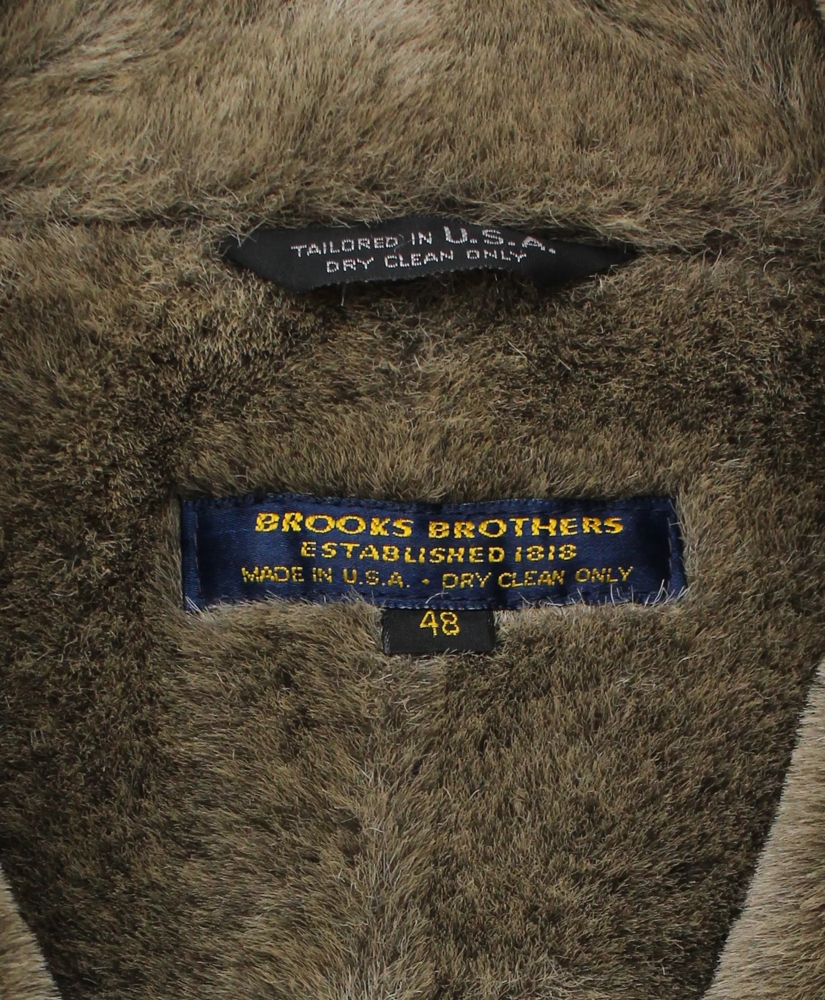 TAILORED IN U.S.A.
DRY CLEAN ONLY
BROOKS BROTHERS
ESTABLISHED 1818
MADE IN U.S.A. · DRY CLEAN ONLY
48